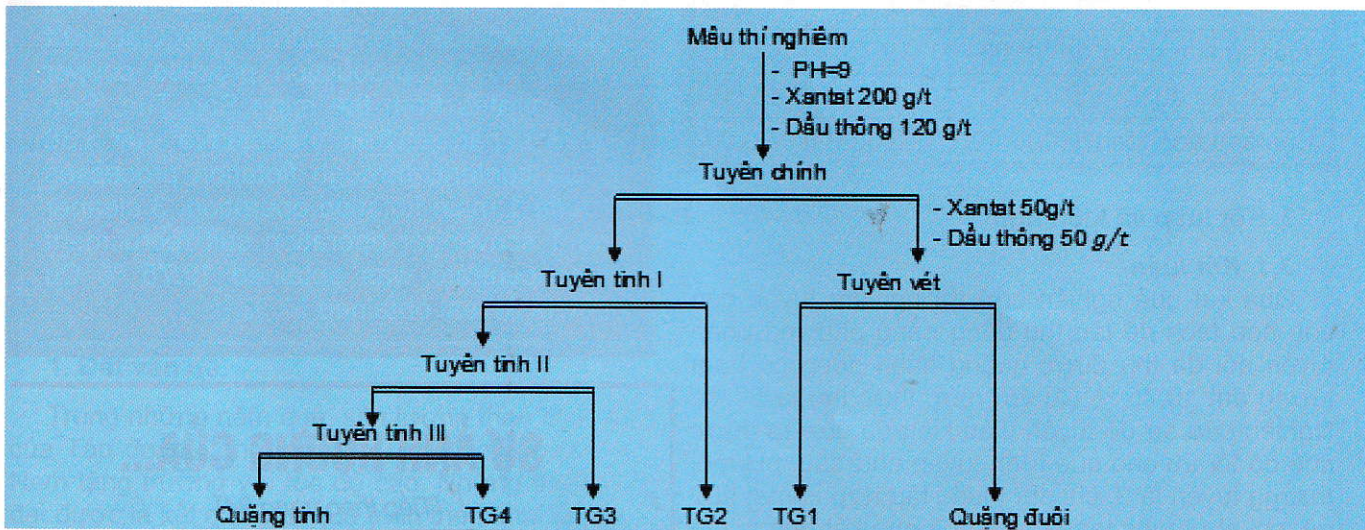 Mẫu thí nghiệm
- PH=9
- Xantat 200 g/t
- Dầu thông 120 g/t
Tuyển chính
- Xantat 50g/t
- Dầu thông 50 g/t
Tuyển tinh I
Tuyển vét
Tuyển tinh II
Tuyển tinh III
Quặng tinh
TG4
TG3
TG2
TG1
Quặng đuôi